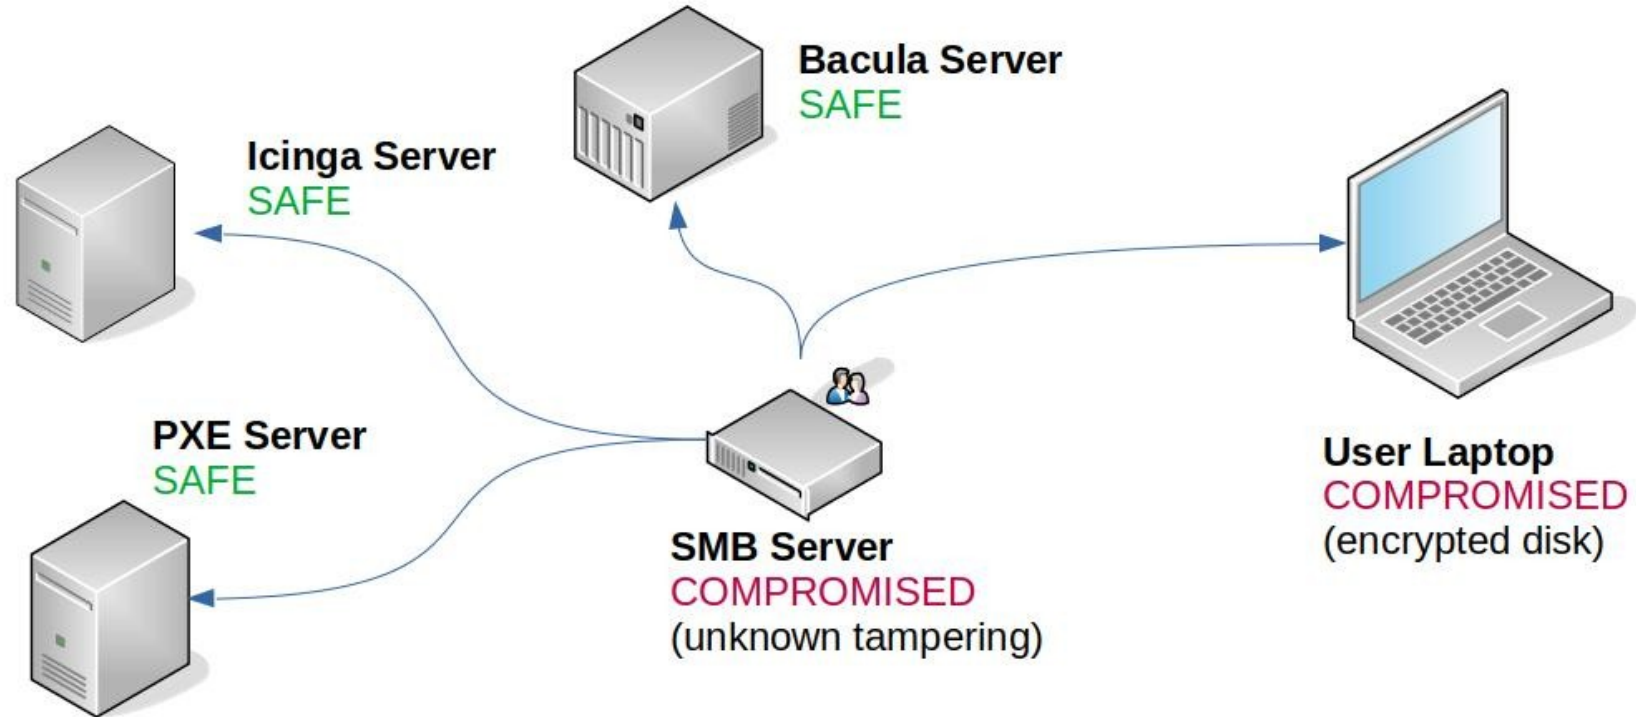 Bacula Server
SAFE
Icinga Server
SAFE
PXE Server
SAFE
SMB Server
COMPROMISED
(unknown tampering)
User Laptop
COMPROMISED
(encrypted disk)